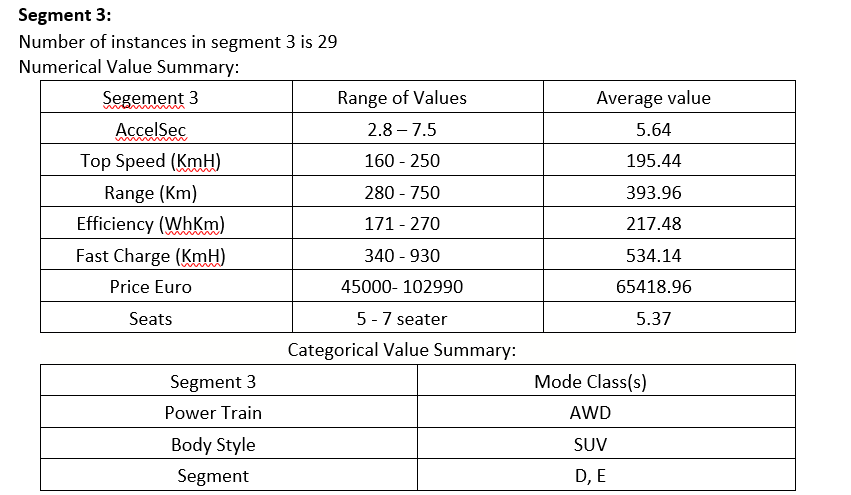 Segment 3:
Number of instances in segment 3 is 29
Numerical Value Summary:
Segement 3 Range of Values Average value
AccelSec 2.8 – 7.5 5.64
Top Speed (KmH) 160 - 250 195.44
Range (Km) 280 - 750 393.96
Efficiency (WhKm) 171 - 270 217.48
Fast Charge (KmH) 340 - 930 534.14
Price Euro 45000- 102990 65418.96
Seats 5 - 7 seater 5.37
Categorical Value Summary:
Segment 3 Mode Class(s)
Power Train AWD
Body Style SUV
Segment D, E